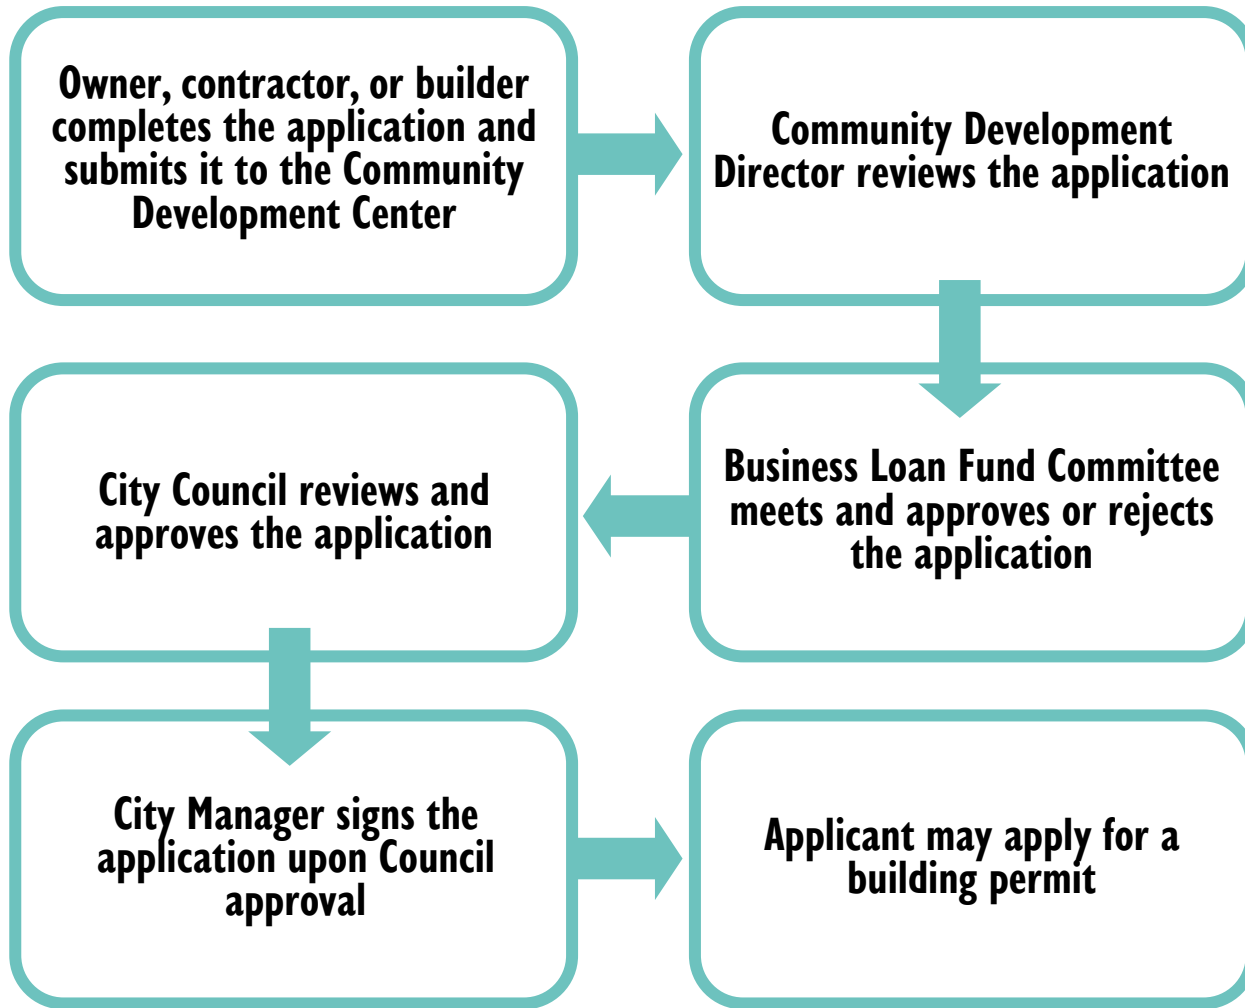 Owner, contractor, or builder
completes the application and
submits it to the Community
Development Center
Community Development
Director reviews the application
Business Loan Fund Committee
meets and approves or rejects
the application
City Council reviews and
approves the application
City Manager signs the
application upon Council
approval
Applicant may apply for a
building permit